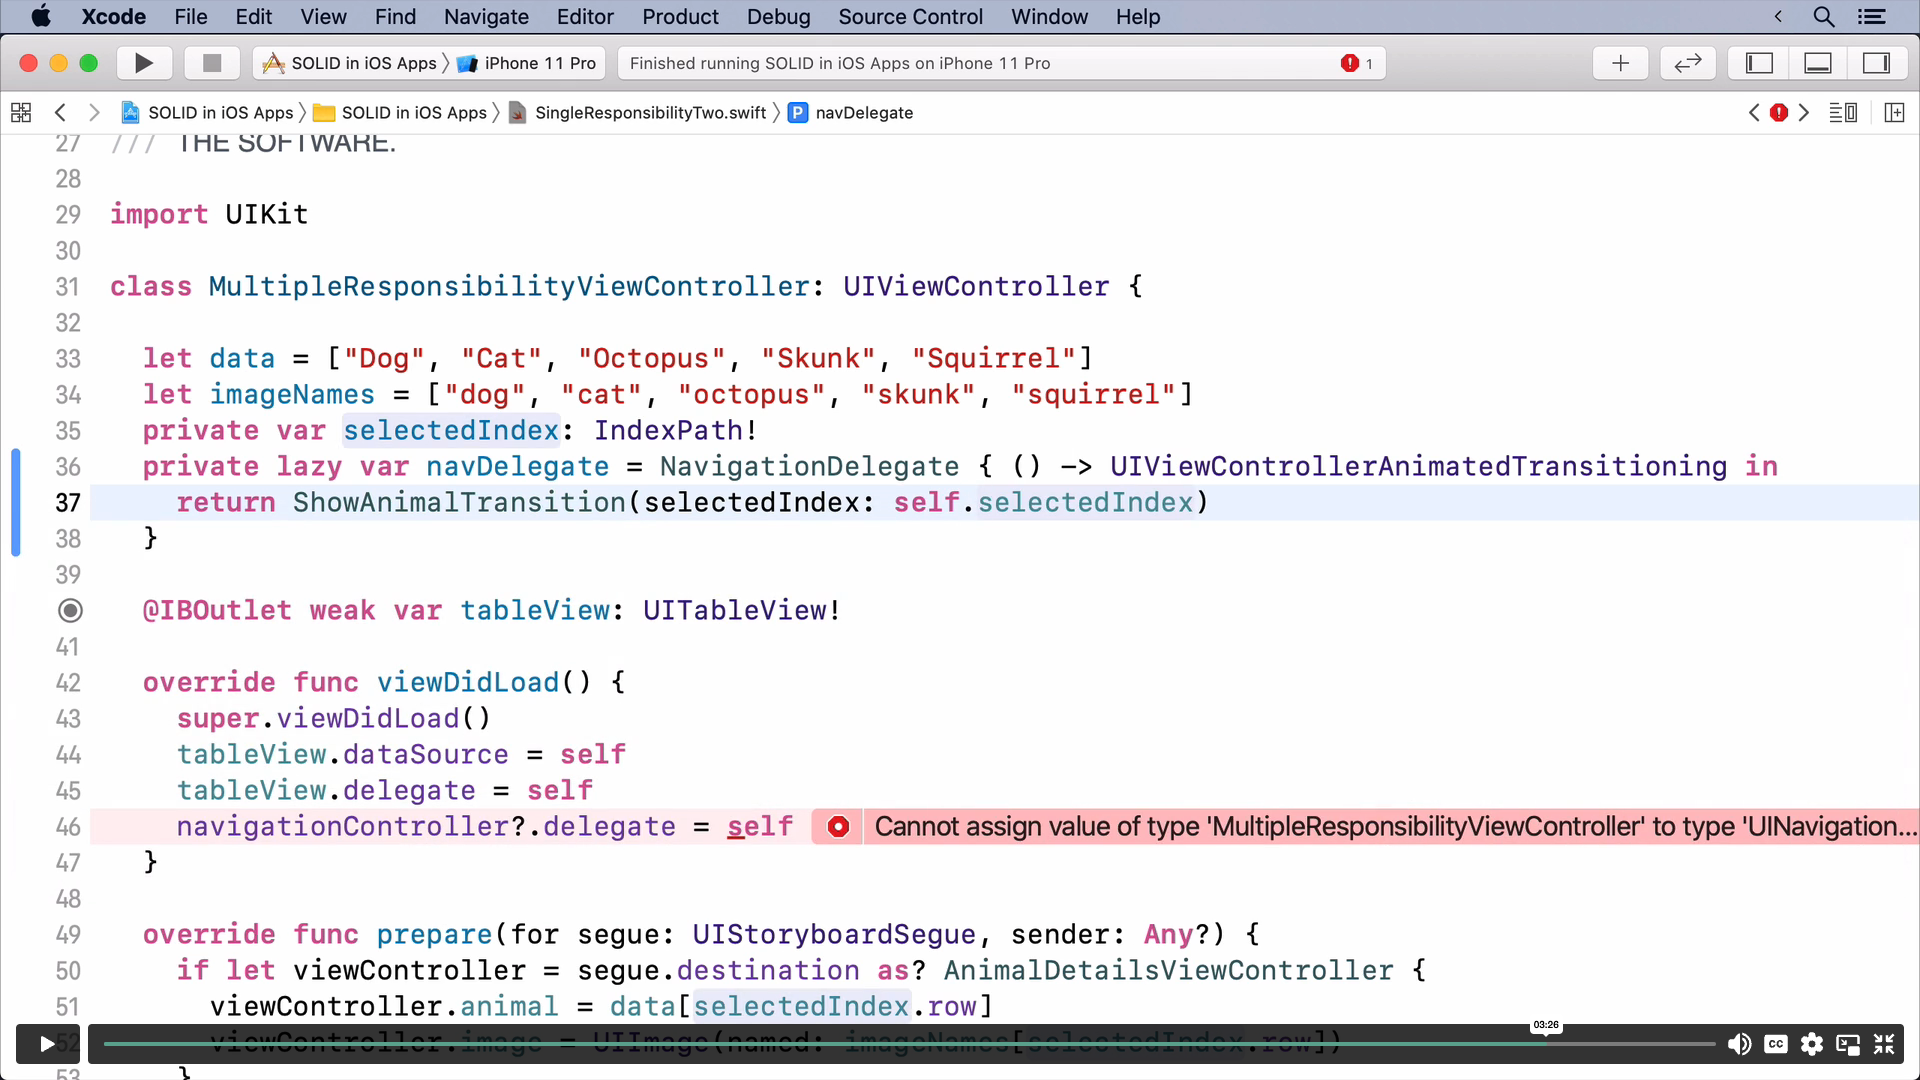 Xcode File Edit View Find Navigate Editor Product Debug Source Control Window Help
SOLID in iOS Apps iPhone 11 Pro Finished running SOLID in iOS Apps on iPhone 11 Pro 1
SOLID in iOS Apps SOLID in iOS Apps SingleResponsibilityTwo.swift P navDelegate
27 /// THE SOFTWARE.
28
29 import UIKit
30
31 class MultipleResponsibilityViewController: UIViewController {
32
33 let data = ["Dog", "Cat", "Octopus", "Skunk", "Squirrel"]
34 let imageNames = ["dog", "cat", "octopus", "skunk", "squirrel"]
35 private var selectedIndex: IndexPath!
36 private lazy var navDelegate = NavigationDelegate { () -> UIViewControllerAnimatedTransitioning in
37 return ShowAnimalTransition(selectedIndex: self.selectedIndex)
38 }
39
@IBOutlet weak var tableView: UITableView!
41
42 override func viewDidLoad() {
43 super.viewDidLoad()
44 tableView.dataSource = self
45 tableView.delegate = self
46 navigationController?.delegate = self Cannot assign value of type 'MultipleResponsibilityViewController' to type 'UINavigation...
47 }
48
49 override func prepare(for segue: UIStoryboardSegue, sender: Any?) {
50 if let viewController = segue.destination as? AnimalDetailsViewController {
51 viewController.animal = data[selectedIndex.row]
03:26
52 viewController.image = UIImage(named: imageNames[selectedIndex.row])
CC
53 }